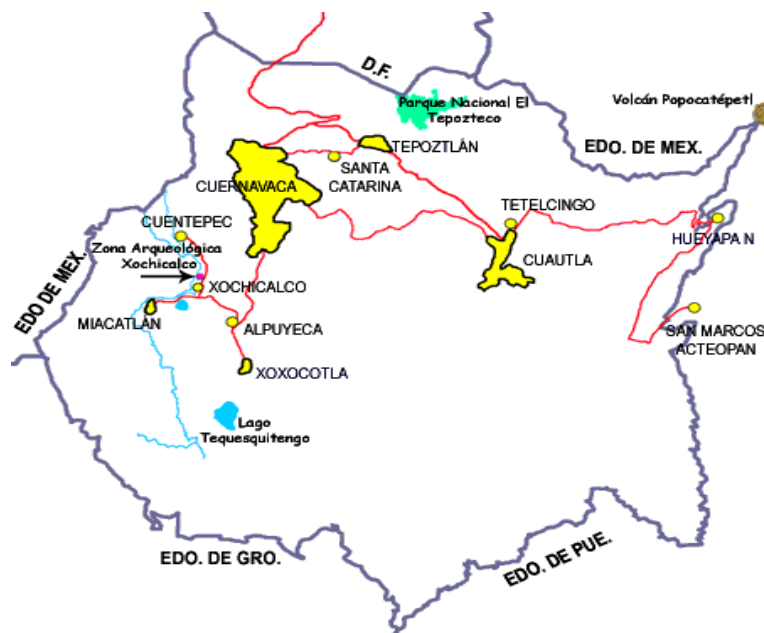 D.F.
Parque Nacional El
Tepozteco
Volcán Popocatépetl
EDO. DE MEX.
TEPOZTLÁN
SANTA
CATARINA
CUERNAVACA
TETELCINGO
CUENTEPEC
HUEYAPA N
Zona Arqueológica
Xochicalco
CUAUTLA
EDO DE MEX.
XOCHICALCO
MIACATLÁN
ALPUYECA
SAN MARCOS
ACTEOPAN
XOXOCOTLA
Lago
Tequesquitengo
EDO. DE GRO.
EDO. DE PUE.